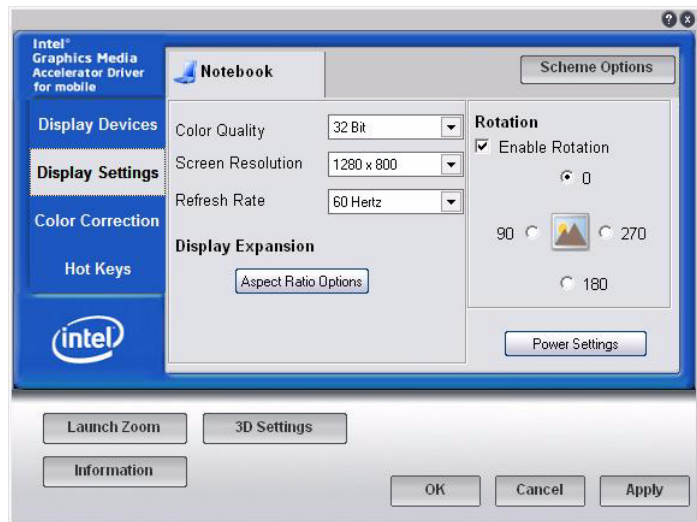 Intel®
Graphics Media
Accelerator Driver
for mobile
Notebook
Scheme Options
Display Devices
Display Settings
Color Correction
Hot Keys
intel
Color Quality
32 Bit
Screen Resolution
1280 x 800
Refresh Rate
60 Hertz
Display Expansion
Aspect Ratio Options
Rotation
Enable Rotation
0
90
270
180
Power Settings
Launch Zoom
3D Settings
Information
OK
Cancel
Apply